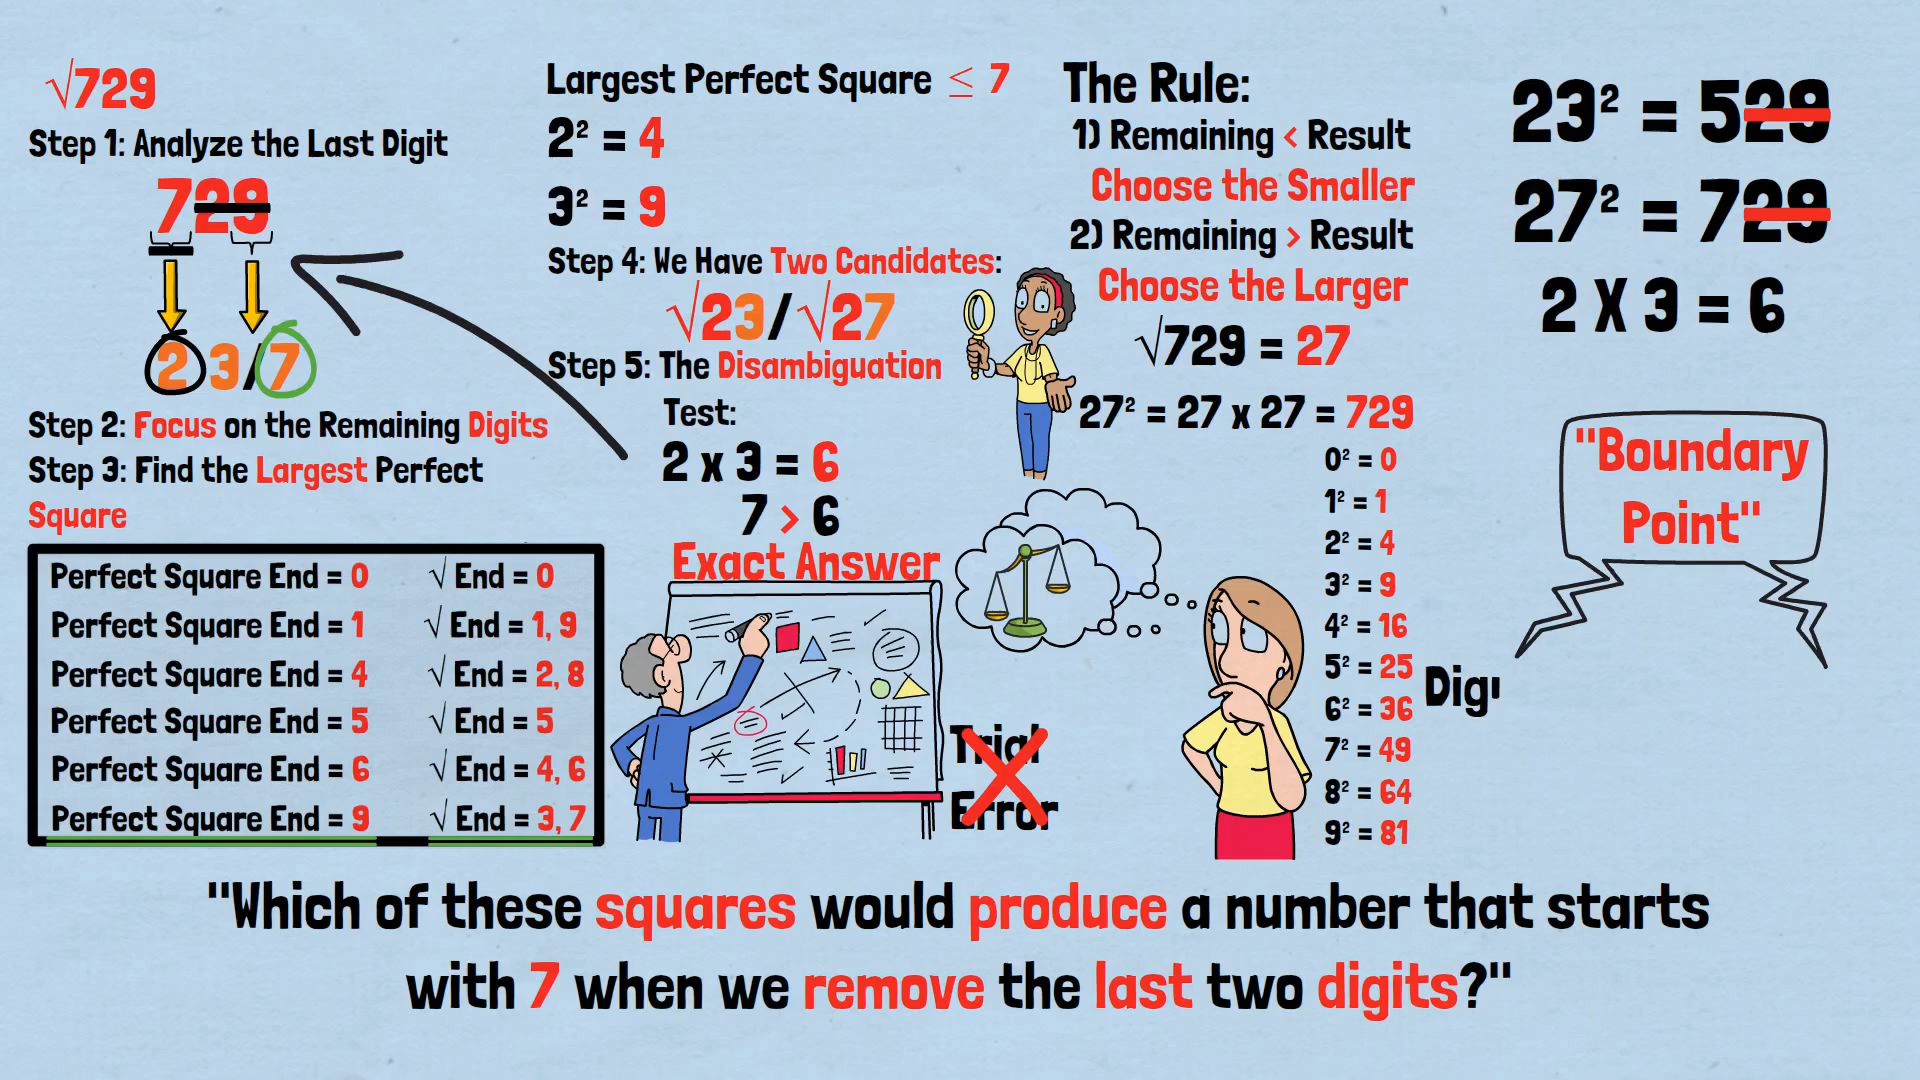 √729
Step 1: Analyze the Last Digit
729
2 3/7
Step 2: Focus on the Remaining Digits
Step 3: Find the Largest Perfect
Square
Perfect Square End = 0 √ End = 0
Perfect Square End = 1 √ End = 1, 9
Perfect Square End = 4 √ End = 2, 8
Perfect Square End = 5 √ End = 5
Perfect Square End = 6 √ End = 4, 6
Perfect Square End = 9 √ End = 3, 7
Largest Perfect Square ≤ 7
2² = 4
3² = 9
Step 4: We Have Two Candidates:
√23/√27
Step 5: The Disambiguation
Test:
2 x 3 = 6
7 > 6
Exact Answer
Trial
Error
The Rule:
1) Remaining < Result
Choose the Smaller
2) Remaining > Result
Choose the Larger
√729 = 27
27² = 27 x 27 = 729
0² = 0
1² = 1
2² = 4
3² = 9
4² = 16
5² = 25
6² = 36
7² = 49
8² = 64
9² = 81
23² = 529
27² = 729
2 X 3 = 6
"Boundary
Point"
"Which of these squares would produce a number that starts
with 7 when we remove the last two digits?"